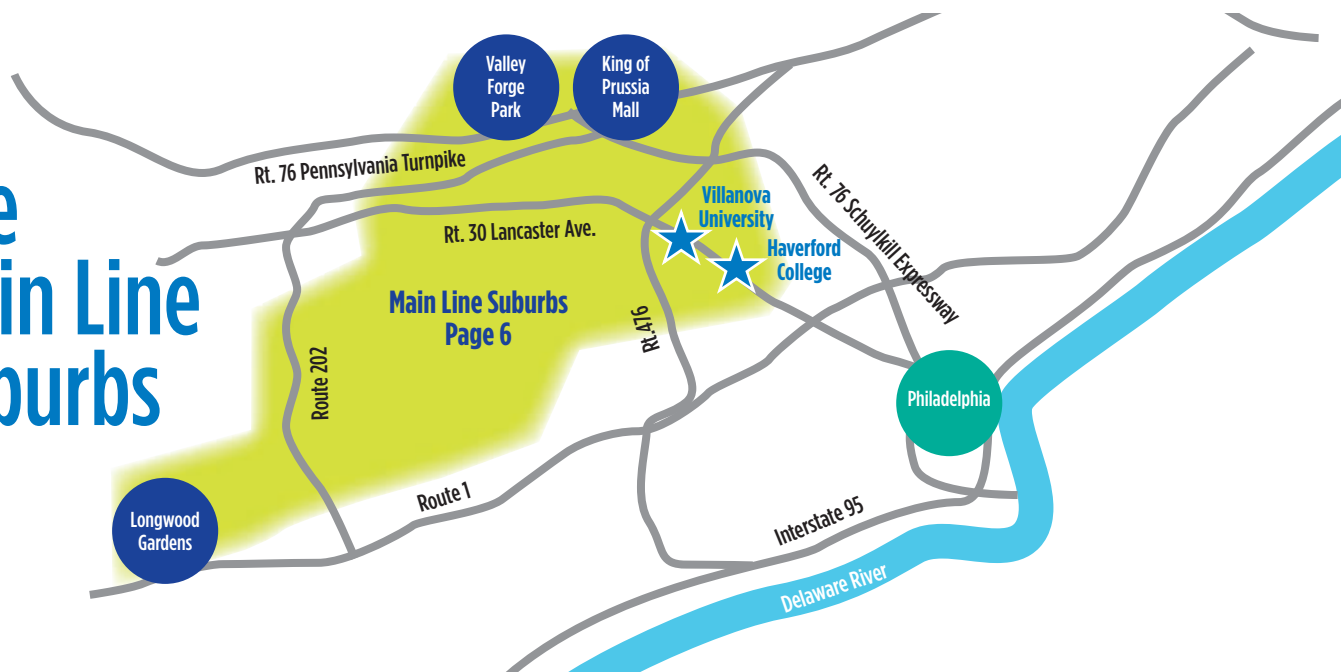 e
in Line
burbs
Valley
Forge
Park
King of
Prussia
Mall
Rt. 76 Pennsylvania Turnpike
Rt. 30 Lancaster Ave.
Villanova
University
Haverford
College
Rt. 76 Schuylkill Expressway
Main Line Suburbs
Page 6
Rt.476
Route 202
Philadelphia
Longwood
Gardens
Route 1
Interstate 95
Delaware River